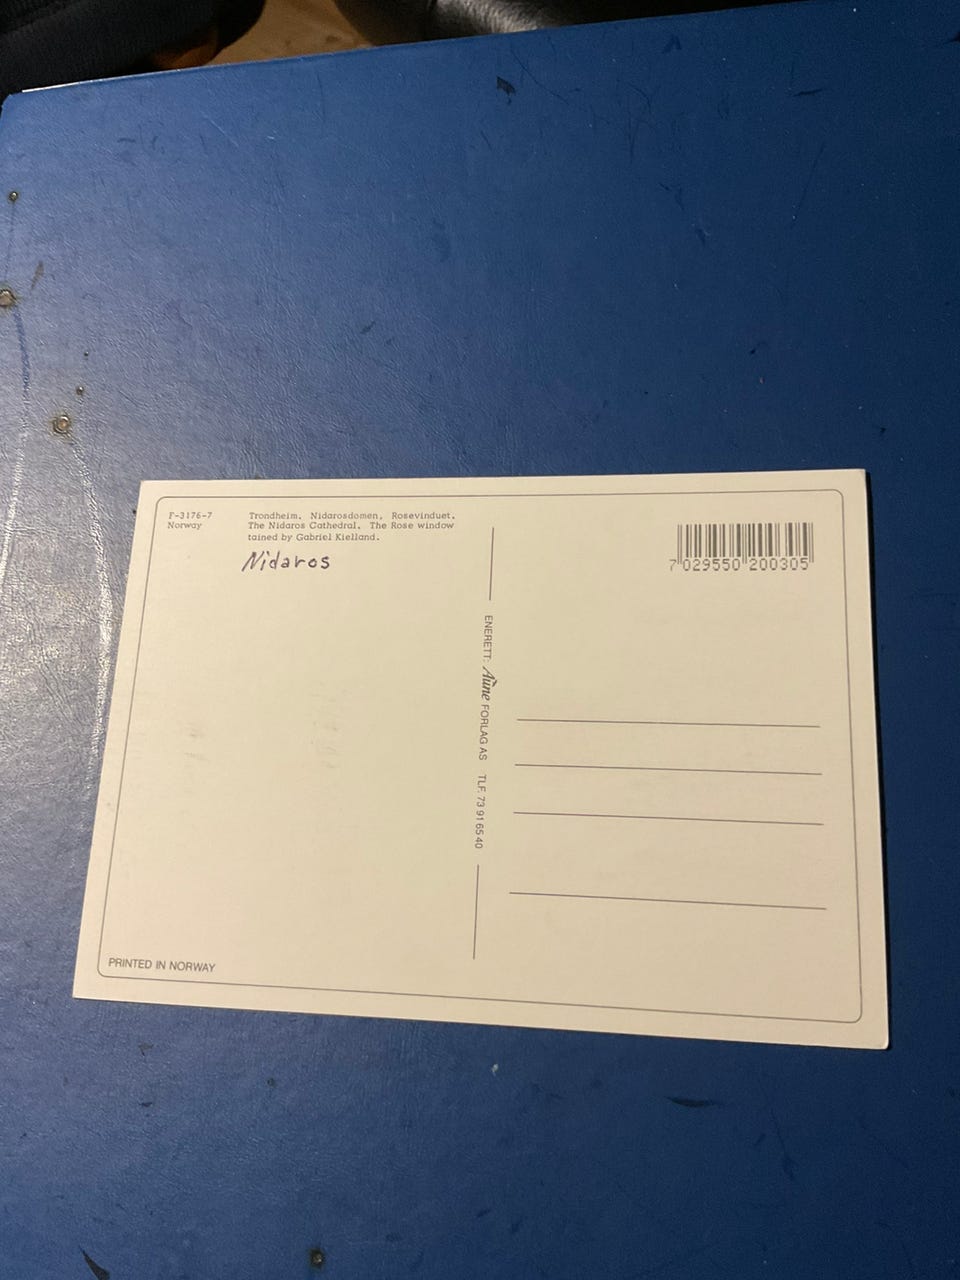 F-3176-7
Norway
Trondheim. Nidarosdomen, Rosevinduet.
The Nidaros Cathedral. The Rose window
tained by Gabriel Kielland.
Nidaros
7 029550 200305
ENERETT: Aune FORLAG AS TLF. 73 91 65 40
PRINTED IN NORWAY